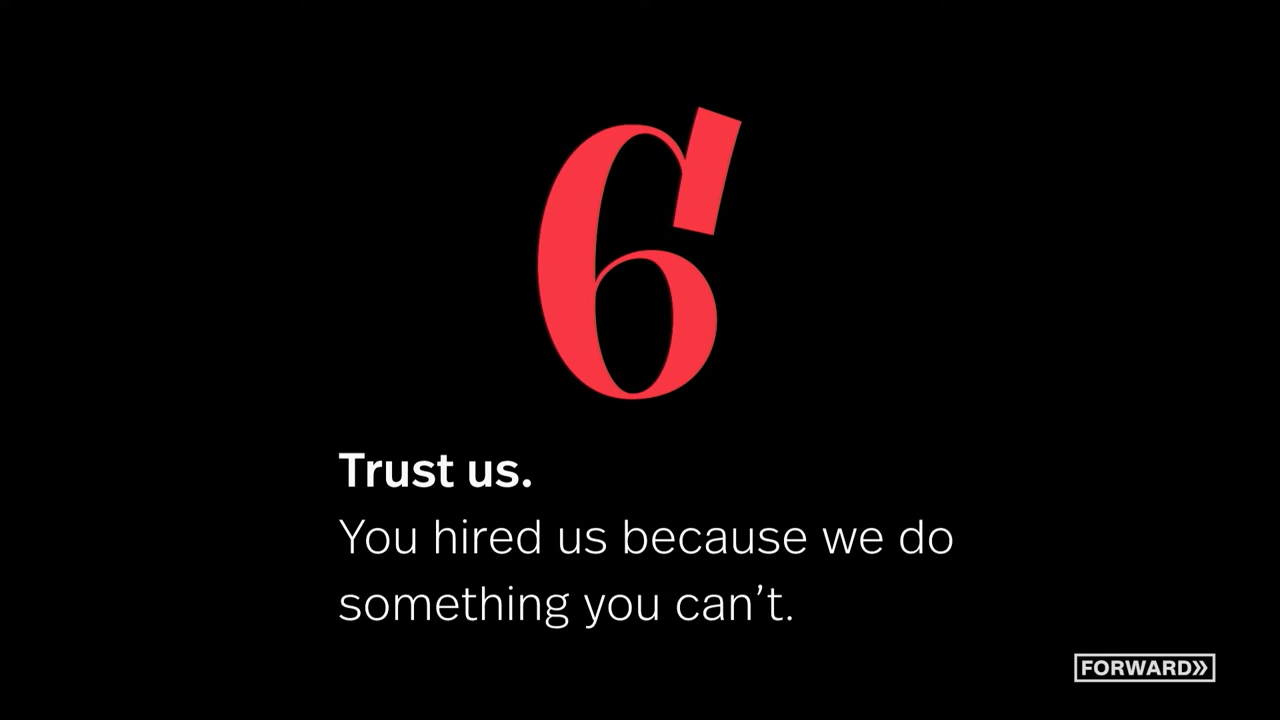 6
Trust us.
You hired us because we do
something you can’t.
FORWARD»